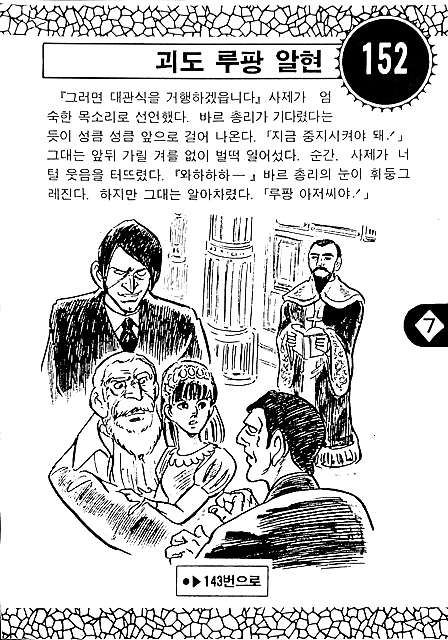 괴도 루팡 알현
152
『그러면 대관식을 거행하겠읍니다』 사제가 엄
숙한 목소리로 선언했다. 바르 총리가 기다렸다는
듯이 성큼 성큼 앞으로 걸어 나온다. 「지금 중지시켜야 돼.!」
그대는 앞뒤 가릴 겨를 없이 벌떡 일어섰다. 순간, 사제가 너
털 웃음을 터뜨렸다. 『와하하하—』 바르 총리의 눈이 휘둥그
레진다. 하지만 그대는 알아차렸다. 「루팡 아저씨야.!」
7
●▶143번으로